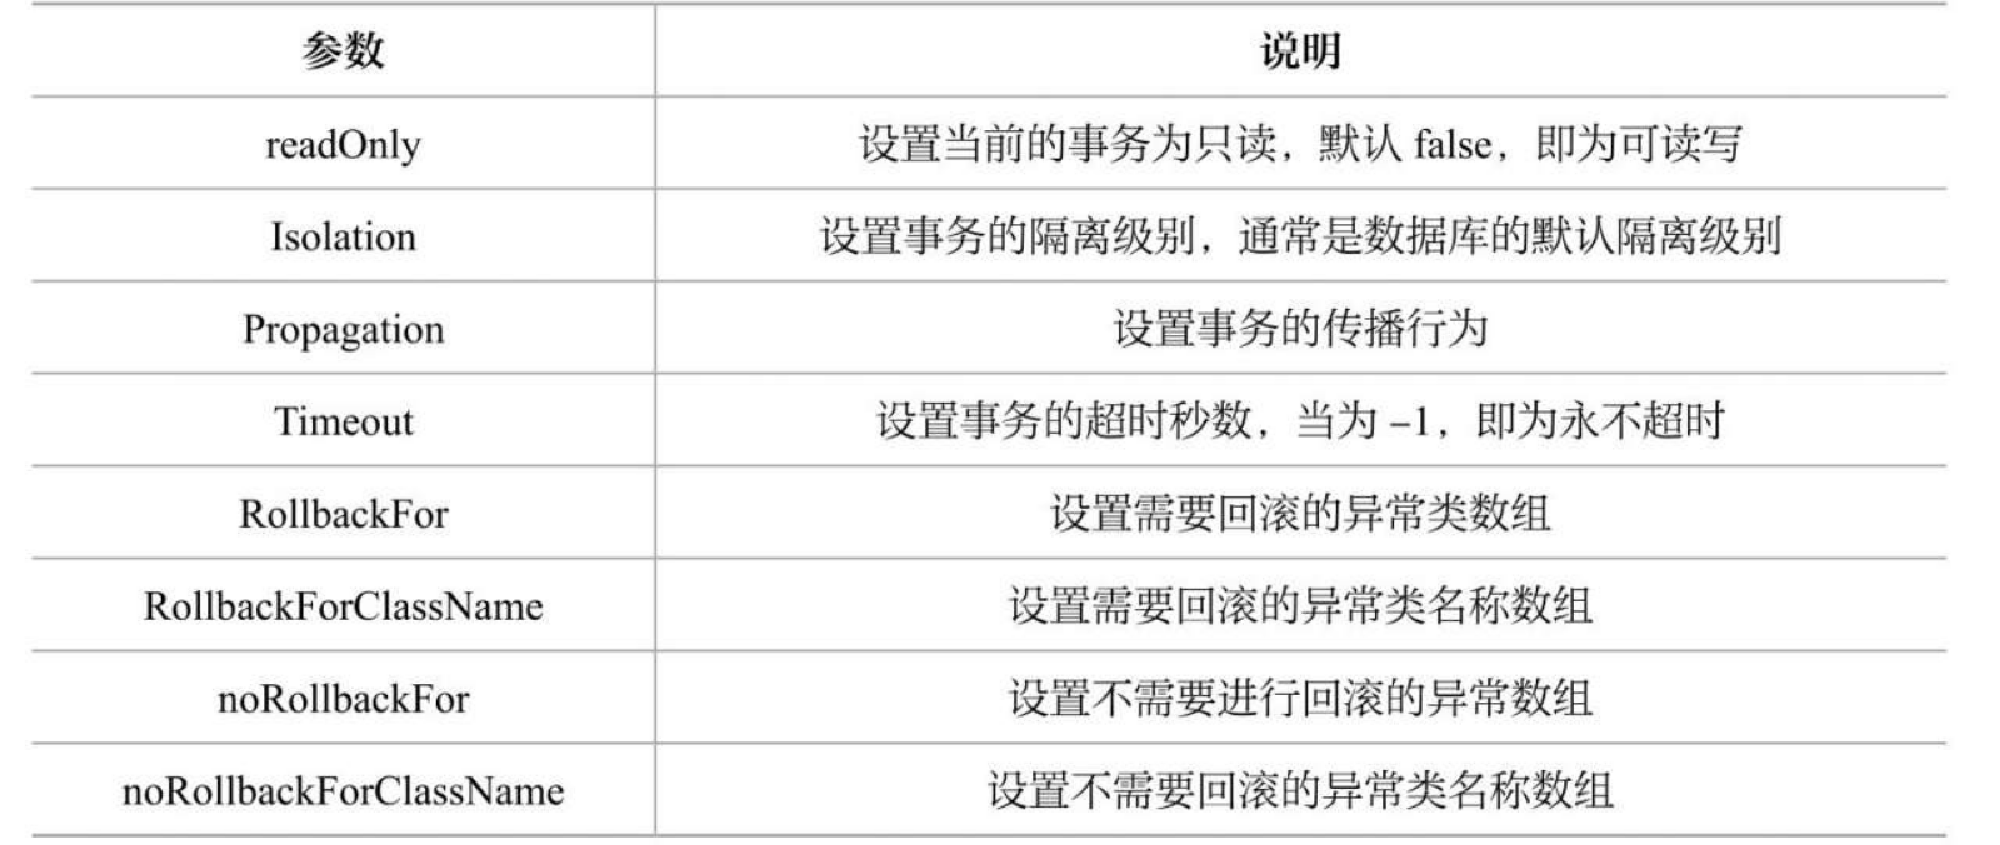 参数 说明
readOnly 设置当前的事务为只读，默认 false，即为可读写
Isolation 设置事务的隔离级别，通常是数据库的默认隔离级别
Propagation 设置事务的传播行为
Timeout 设置事务的超时秒数，当为 –1，即为永不超时
RollbackFor 设置需要回滚的异常类数组
RollbackForClassName 设置需要回滚的异常类名称数组
noRollbackFor 设置不需要进行回滚的异常数组
noRollbackForClassName 设置不需要回滚的异常类名称数组